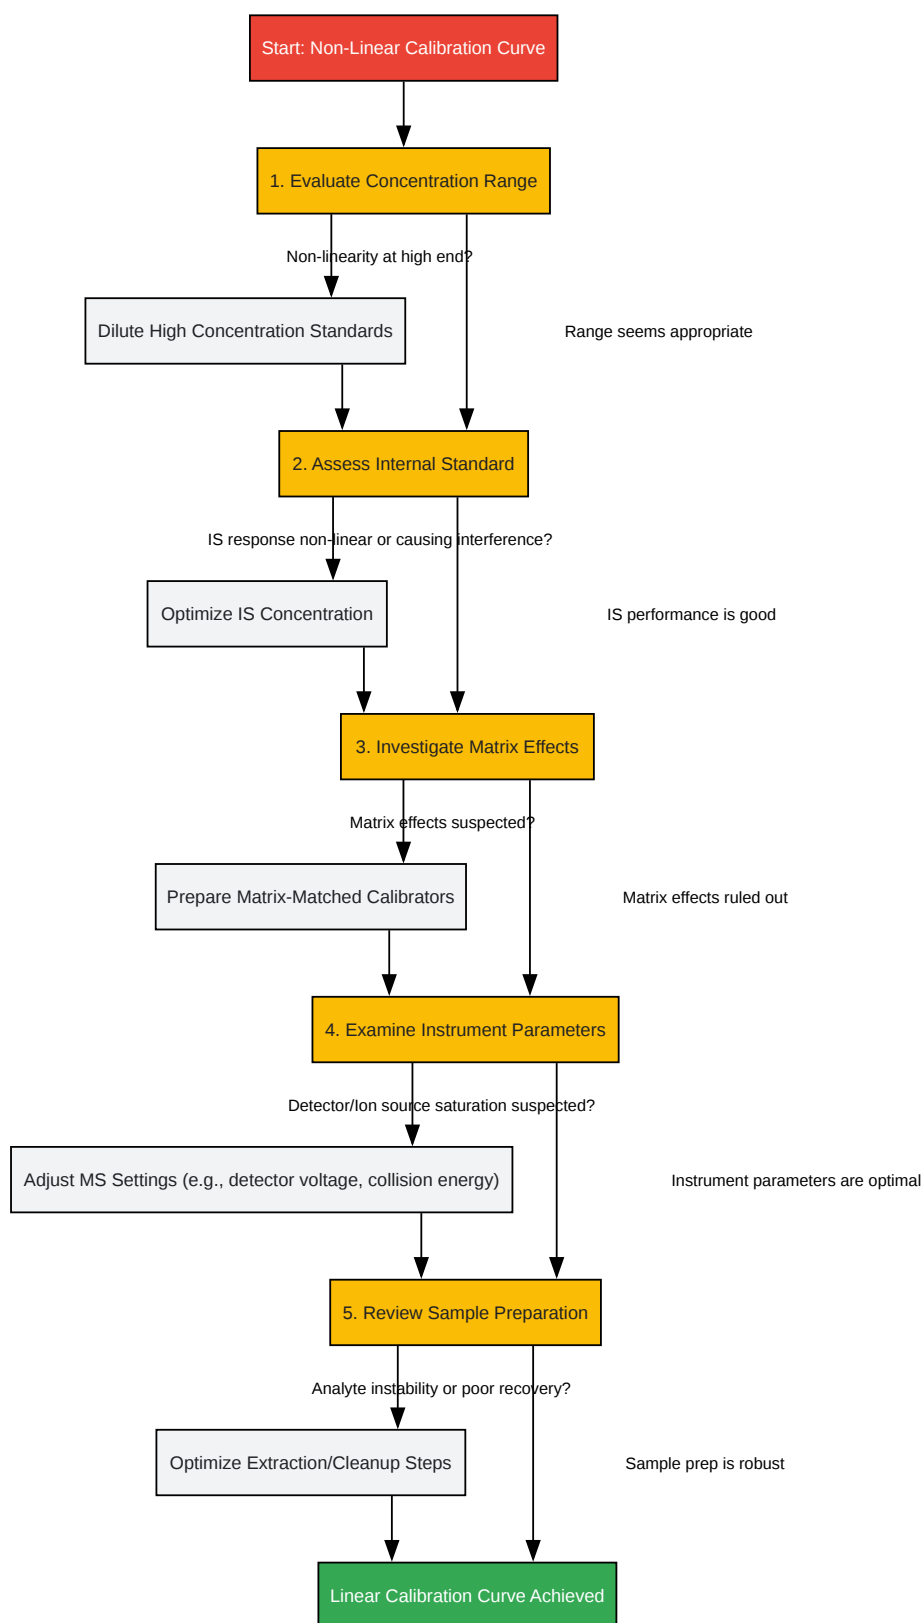 Start: Non-Linear Calibration Curve
1. Evaluate Concentration Range
Non-linearity at high end?
Dilute High Concentration Standards
Range seems appropriate
2. Assess Internal Standard
IS response non-linear or causing interference?
Optimize IS Concentration
IS performance is good
3. Investigate Matrix Effects
Matrix effects suspected?
Prepare Matrix-Matched Calibrators
Matrix effects ruled out
4. Examine Instrument Parameters
Detector/Ion source saturation suspected?
Adjust MS Settings (e.g., detector voltage, collision energy)
Instrument parameters are optimal
5. Review Sample Preparation
Analyte instability or poor recovery?
Optimize Extraction/Cleanup Steps
Sample prep is robust
Linear Calibration Curve Achieved